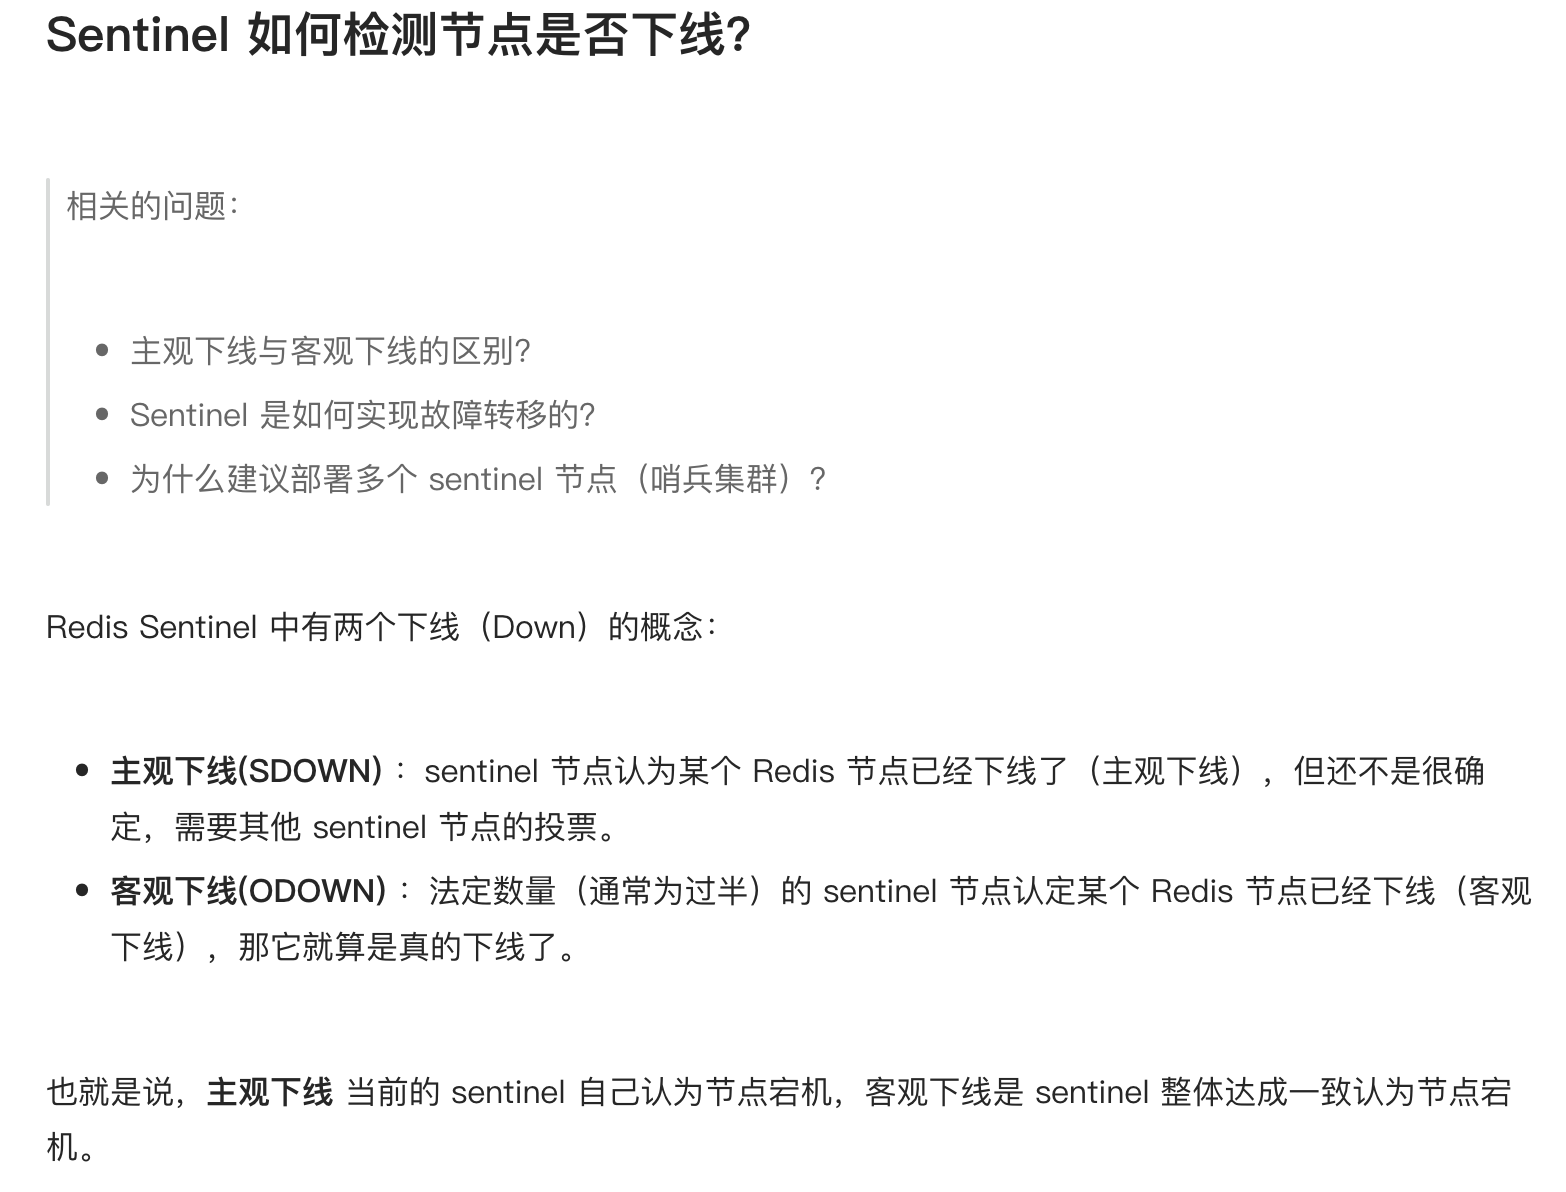 Sentinel 如何检测节点是否下线？
相关的问题：
主观下线与客观下线的区别？
Sentinel 是如何实现故障转移的？
为什么建议部署多个 sentinel 节点（哨兵集群）？
Redis Sentinel 中有两个下线（Down）的概念：
主观下线(SDOWN) ：sentinel 节点认为某个 Redis 节点已经下线了（主观下线），但还不是很确
定，需要其他 sentinel 节点的投票。
客观下线(ODOWN) ：法定数量（通常为过半）的 sentinel 节点认定某个 Redis 节点已经下线（客观
下线），那它就算是真的下线了。
也就是说，主观下线 当前的 sentinel 自己认为节点宕机，客观下线是 sentinel 整体达成一致认为节点宕
机。